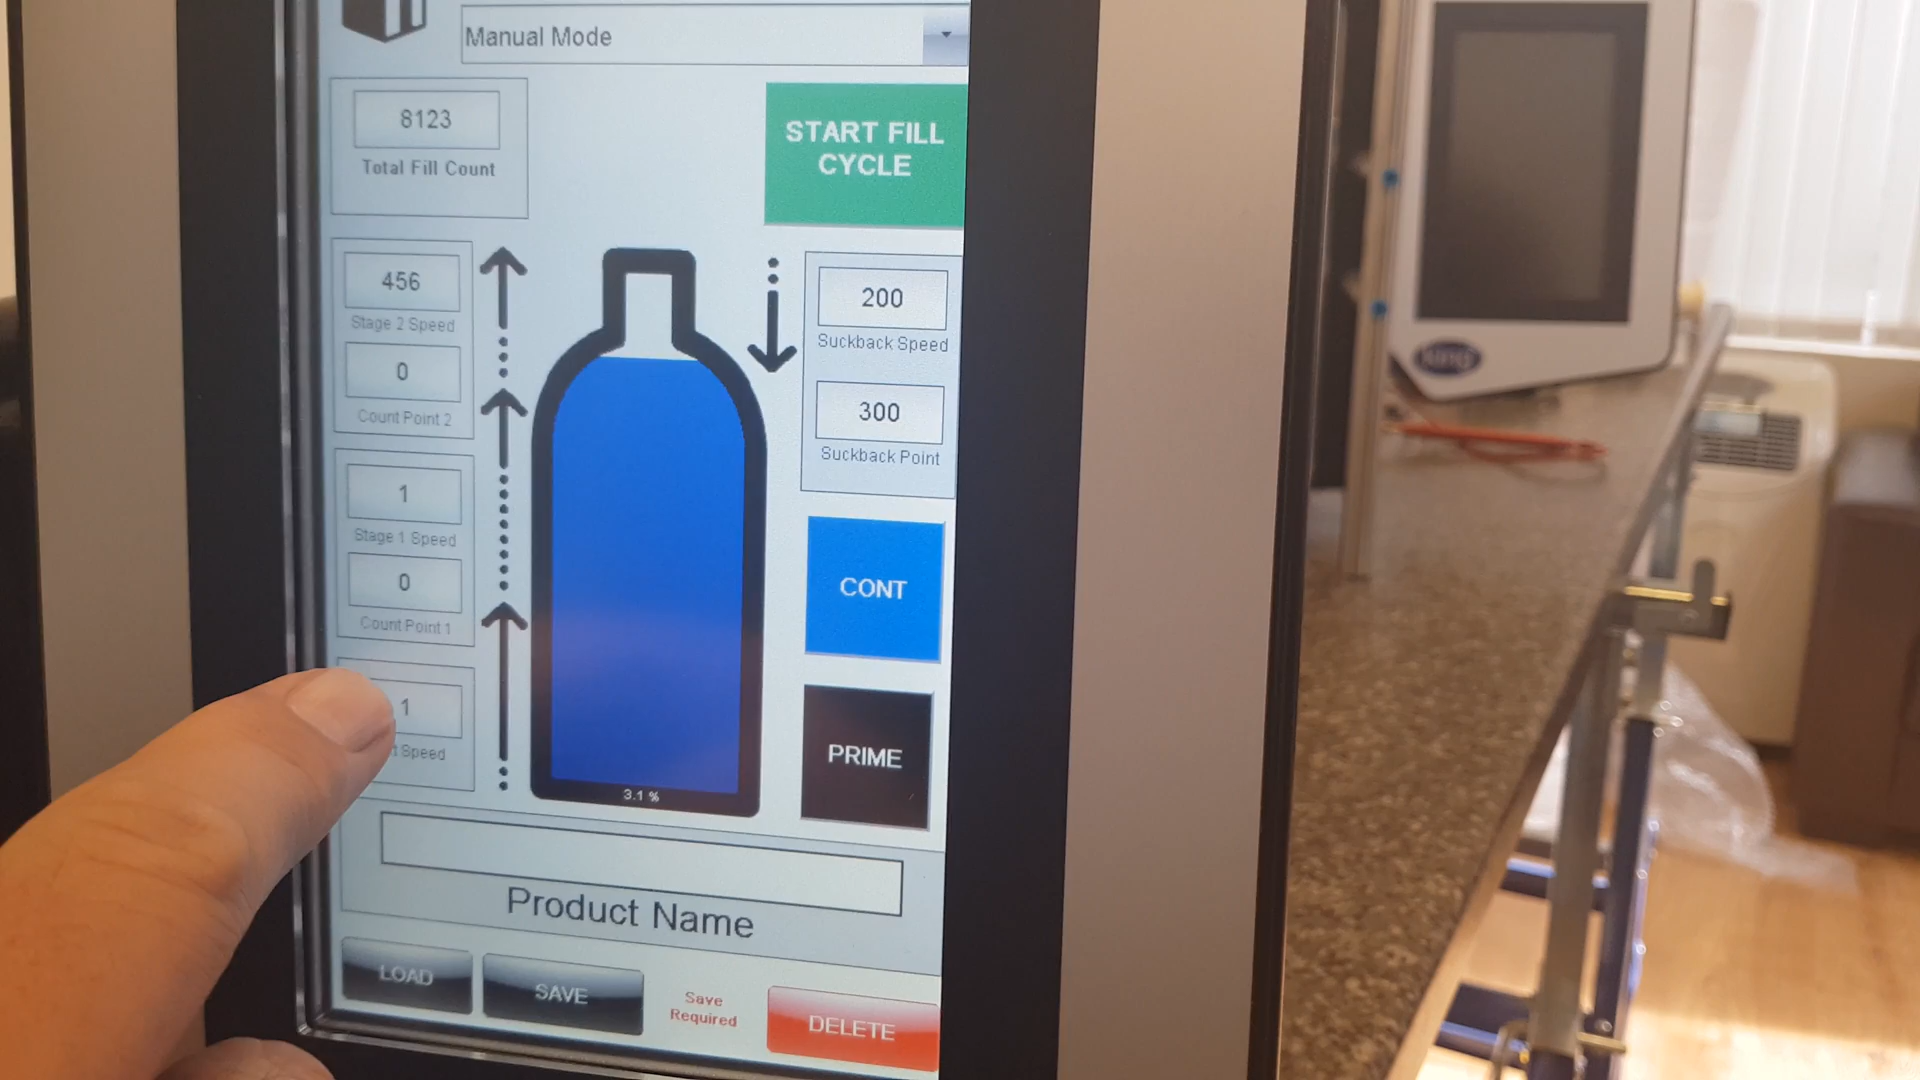 Manual Mode
8123
Total Fill Count
START FILL
CYCLE
456
Stage 2 Speed
0
Count Point 2
200
Suckback Speed
300
Suckback Point
1
Stage 1 Speed
0
Count Point 1
CONT
1
Speed
PRIME
3.1 %
Product Name
LOAD
SAVE
Save
Required
DELETE